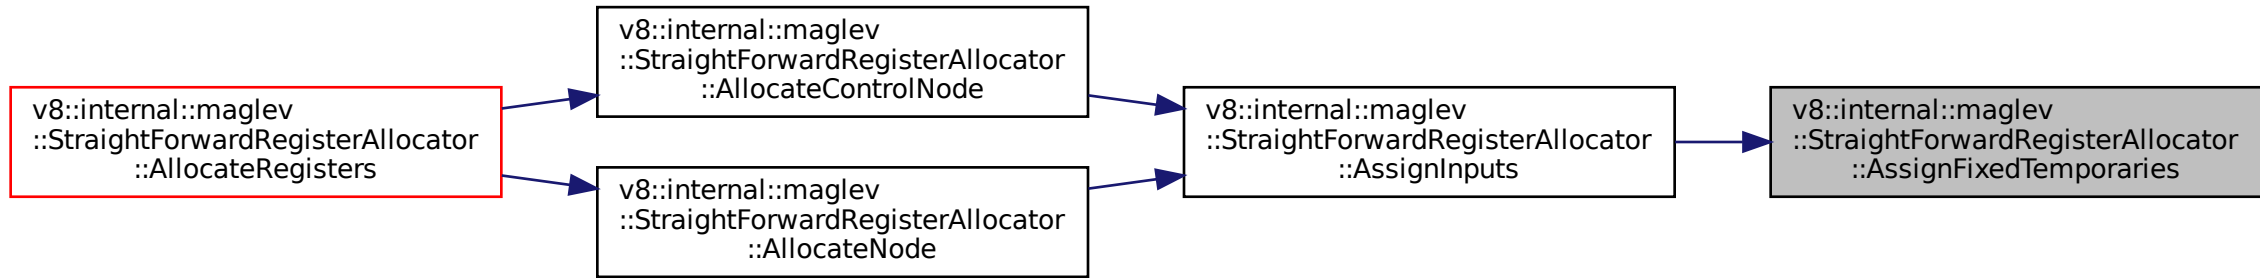 v8::internal::maglev
::StraightForwardRegisterAllocator
::AllocateRegisters
v8::internal::maglev
::StraightForwardRegisterAllocator
::AllocateControlNode
v8::internal::maglev
::StraightForwardRegisterAllocator
::AllocateNode
v8::internal::maglev
::StraightForwardRegisterAllocator
::AssignInputs
v8::internal::maglev
::StraightForwardRegisterAllocator
::AssignFixedTemporaries